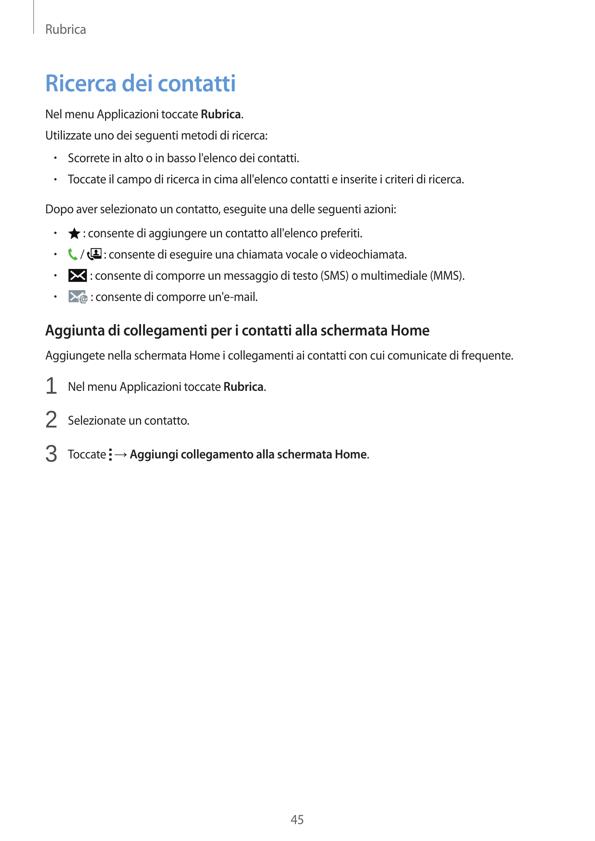 Rubrica
Ricerca dei contatti
Nel menu Applicazioni toccate Rubrica.
Utilizzate uno dei seguenti metodi di ricerca:
• Scorrete in alto o in basso l'elenco dei contatti.
• Toccate il campo di ricerca in cima all'elenco contatti e inserite i criteri di ricerca.
Dopo aver selezionato un contatto, eseguite una delle seguenti azioni:
• ★ : consente di aggiungere un contatto all'elenco preferiti.
• / : consente di eseguire una chiamata vocale o videochiamata.
• : consente di comporre un messaggio di testo (SMS) o multimediale (MMS).
• : consente di comporre un'e-mail.
Aggiunta di collegamenti per i contatti alla schermata Home
Aggiungete nella schermata Home i collegamenti ai contatti con cui comunicate di frequente.
1 Nel menu Applicazioni toccate Rubrica.
2 Selezionate un contatto.
3 Toccate → Aggiungi collegamento alla schermata Home.
45